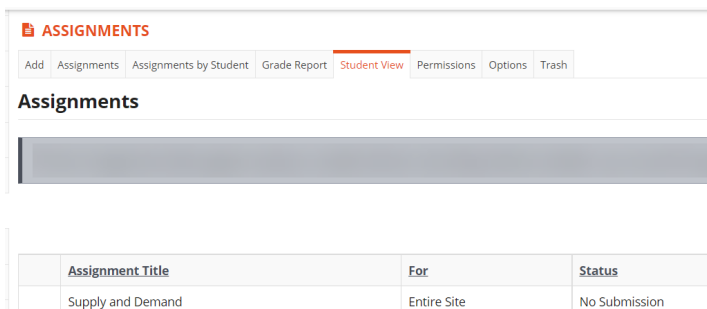 ASSIGNMENTS
Add Assignments Assignments by Student Grade Report Student View Permissions Options Trash
Assignments
Assignment Title For Status
Supply and Demand Entire Site No Submission